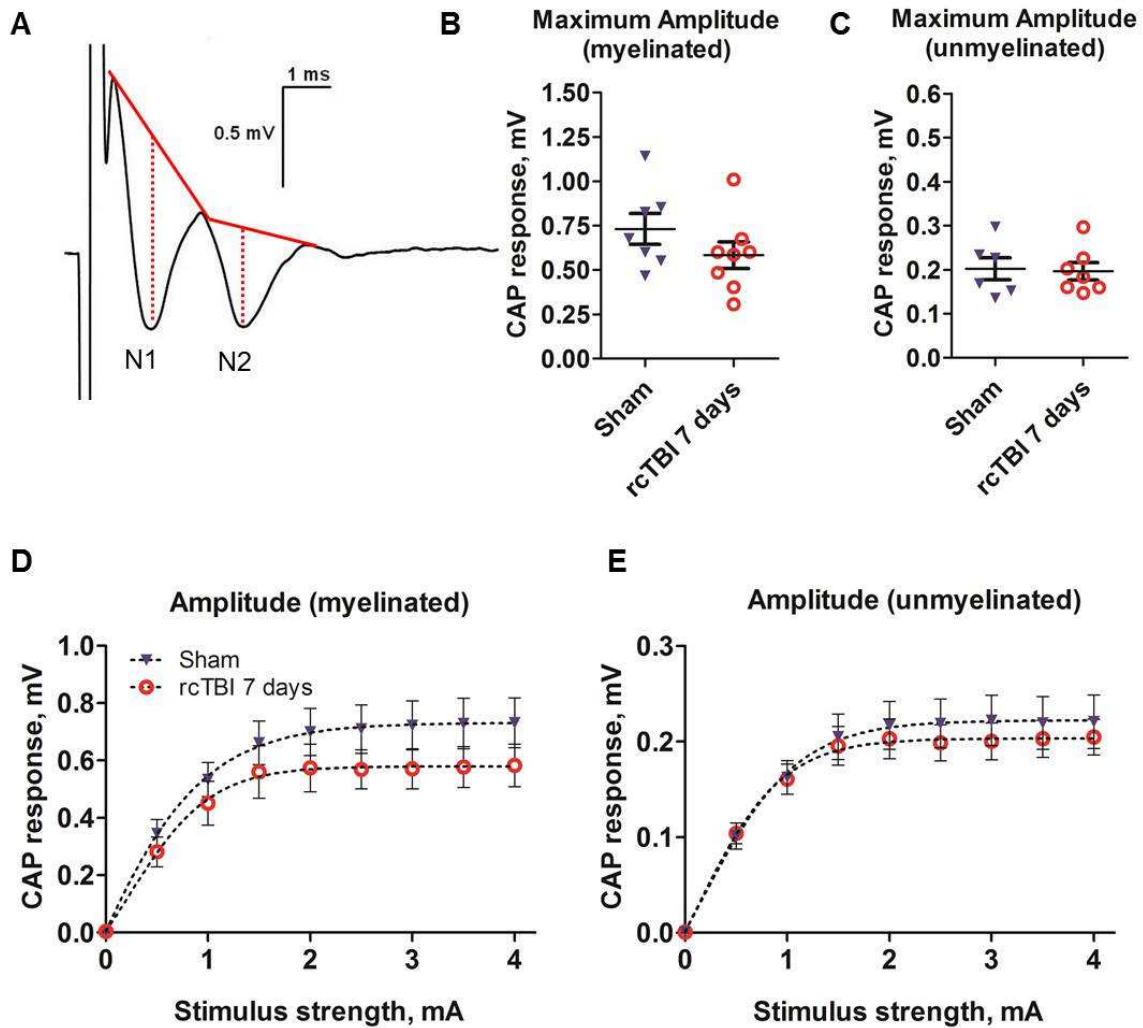 A
1 ms
0.5 mV
N1
N2
B
Maximum Amplitude
(myelinated)
CAP response, mV
1.50
1.25
1.00
0.75
0.50
0.25
0.00
Sham
rcTBI 7 days
C
Maximum Amplitude
(unmyelinated)
CAP response, mV
0.6
0.5
0.4
0.3
0.2
0.1
0.0
Sham
rcTBI 7 days
D
Amplitude (myelinated)
CAP response, mV
1.0
0.8
0.6
0.4
0.2
0.0
Sham
rcTBI 7 days
0 1 2 3 4
Stimulus strength, mA
E
Amplitude (unmyelinated)
CAP response, mV
0.3
0.2
0.1
0.0
0 1 2 3 4
Stimulus strength, mA